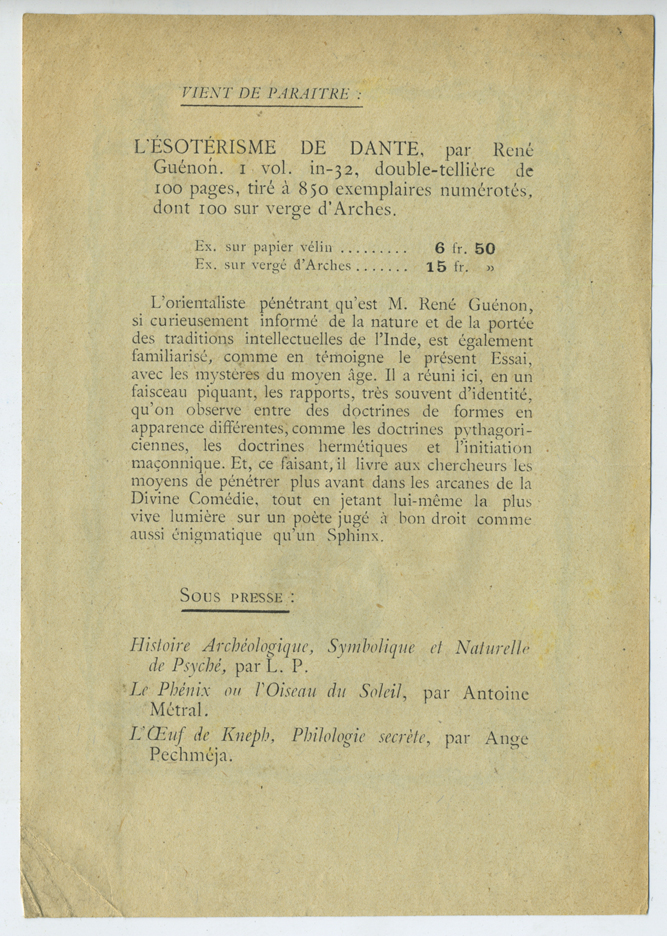 VIENT DE PARAITRE :
L'ÉSOTÉRISME DE DANTE, par René
Guénon. 1 vol. in-32, double-tellière de
100 pages, tiré à 850 exemplaires numérotés,
dont 100 sur verge d'Arches.
Ex. sur papier vélin ......... 6 fr. 50
Ex. sur vergé d'Arches ....... 15 fr. »
L'orientaliste pénétrant qu'est M. René Guénon,
si curieusement informé de la nature et de la portée
des traditions intellectuelles de l'Inde, est également
familiarisé, comme en témoigne le présent Essai,
avec les mystères du moyen âge. Il a réuni ici, en un
faisceau piquant, les rapports, très souvent d'identité,
qu'on observe entre des doctrines de formes en
apparence différentes, comme les doctrines pythagori-
ciennes, les doctrines hermétiques et l'initiation
maçonnique. Et, ce faisant, il livre aux chercheurs les
moyens de pénétrer plus avant dans les arcanes de la
Divine Comédie, tout en jetant lui-même la plus
vive lumière sur un poète jugé à bon droit comme
aussi énigmatique qu'un Sphinx.
SOUS PRESSE :
Histoire Archéologique, Symbolique et Naturelle
de Psyché, par L. P.
Le Phénix ou l'Oiseau du Soleil, par Antoine
Métral.
L'Œuf de Kneph, Philologie secrète, par Ange
Pechméja.